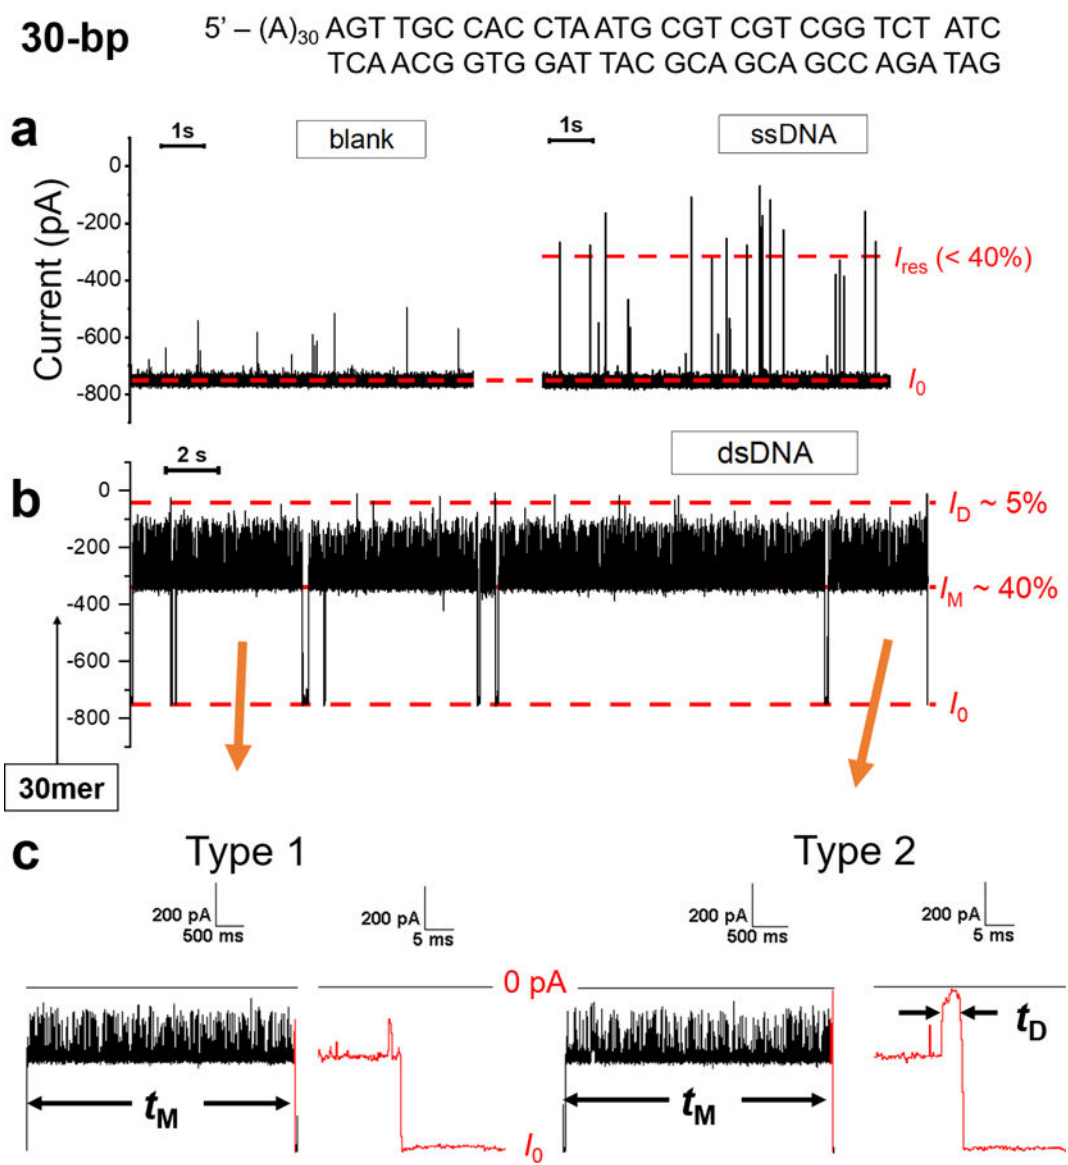 30-bp
5' – (A)30 AGT TGC CAC CTA ATG CGT CGT CGG TCT ATC
TCA ACG GTG GAT TAC GCA GCA GCC AGA TAG
a
1s
blank
1s
ssDNA
Current (pA)
0
-200
-400
-600
-800
Ires (< 40%)
I0
b
2 s
dsDNA
0
-200
-400
-600
-800
ID ~ 5%
IM ~ 40%
I0
30mer
c
Type 1
Type 2
200 pA
500 ms
200 pA
5 ms
200 pA
500 ms
200 pA
5 ms
0 pA
tM
I0
tM
tD